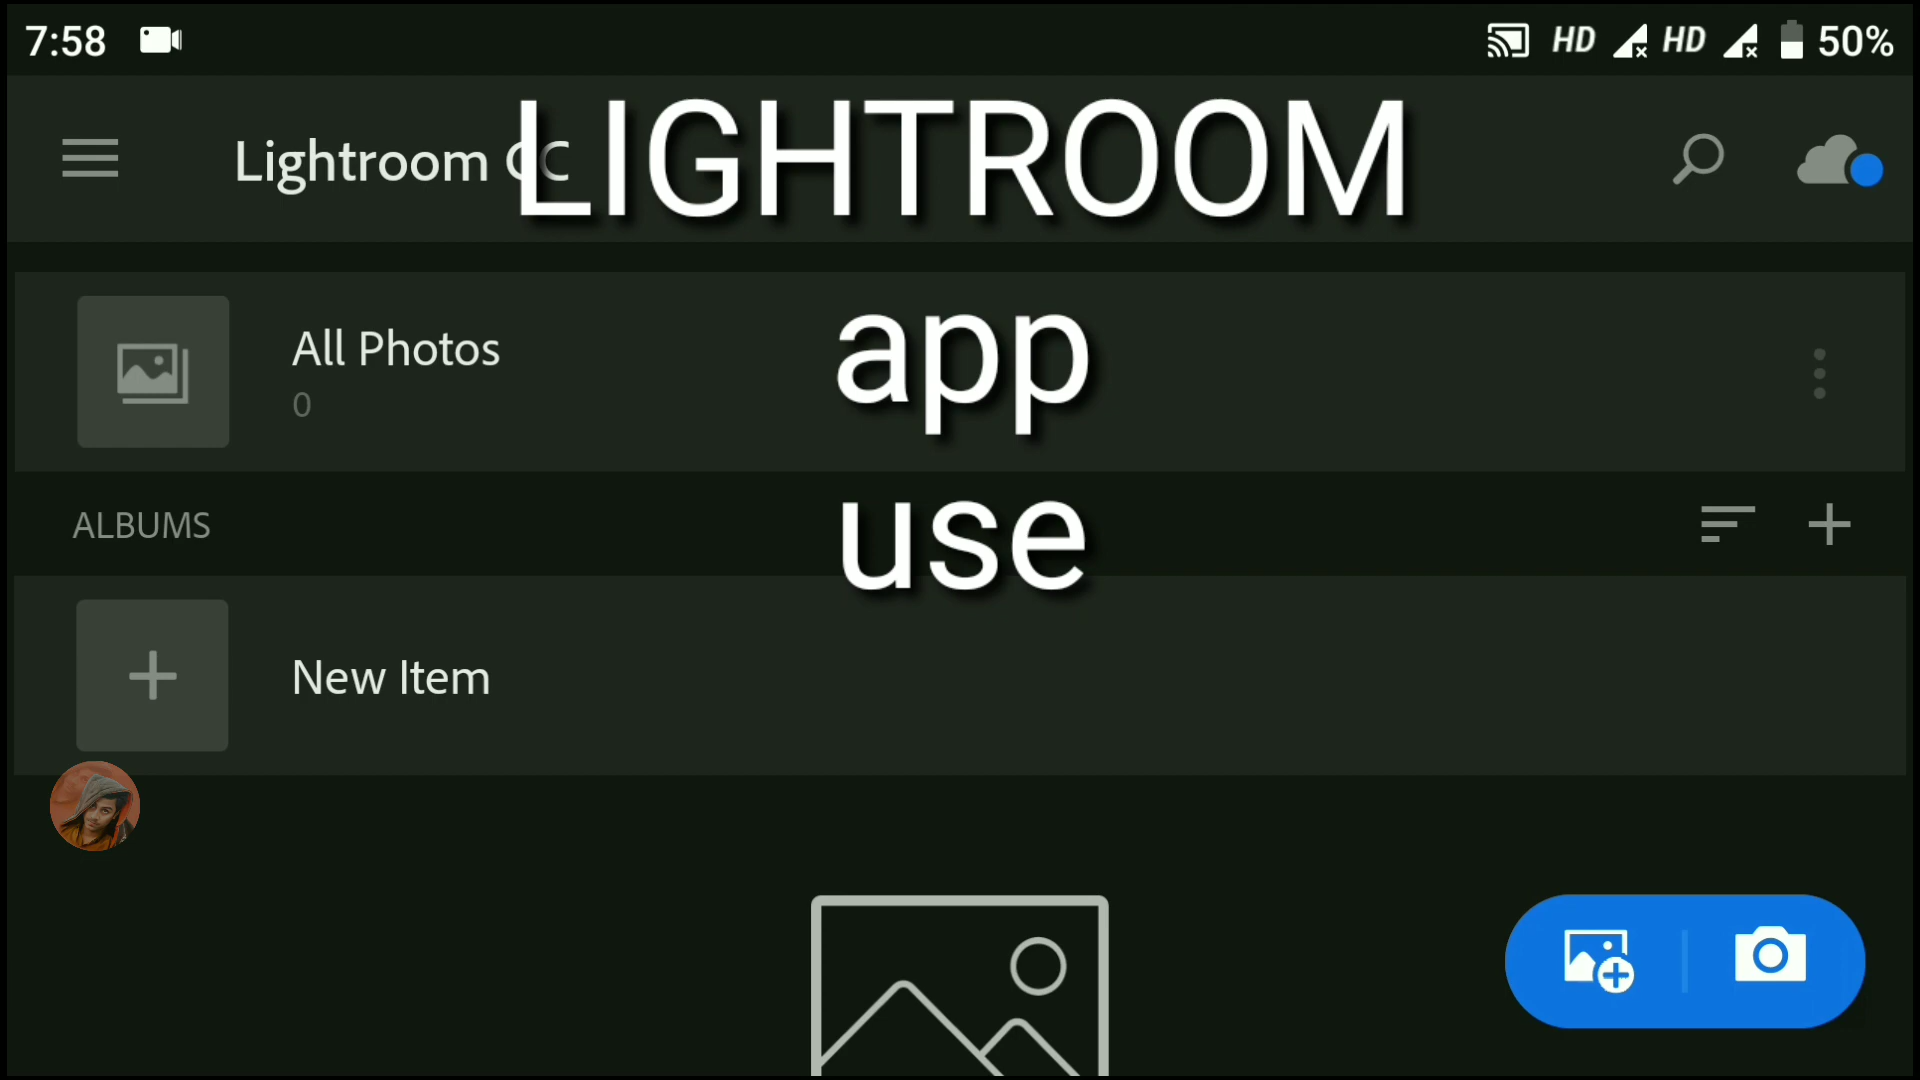 7:58 HD HD 50%
Lightroom CC
LIGHTROOM
All Photos
0
app
ALBUMS
use
New Item